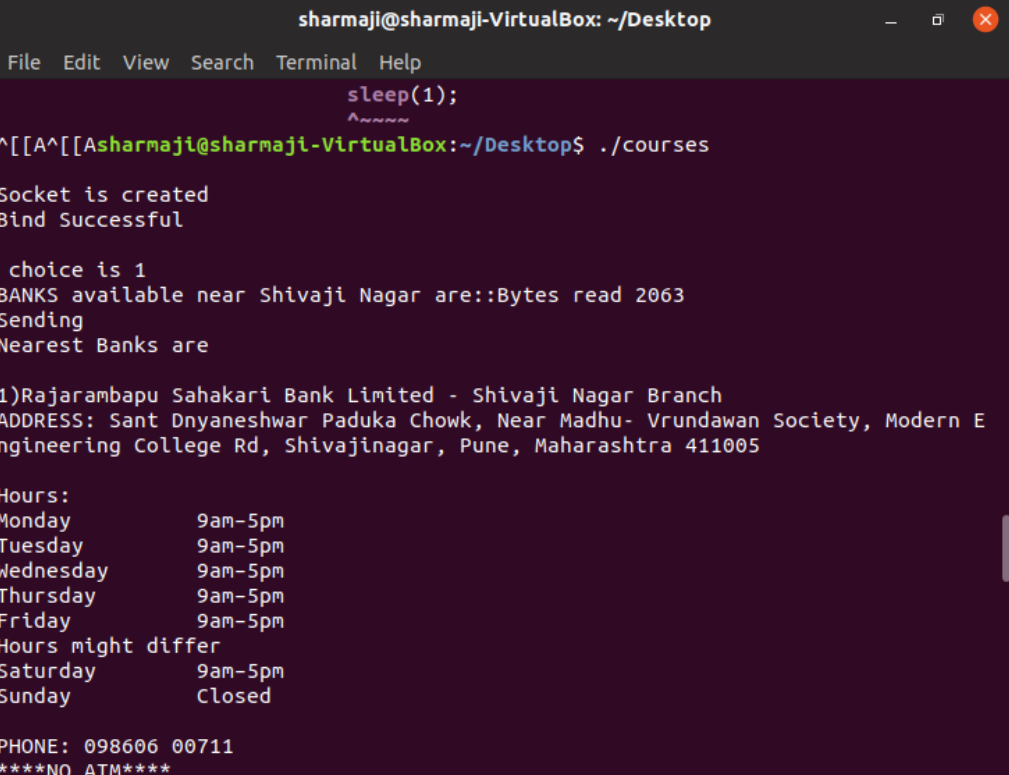 sharmaji@sharmaji-VirtualBox: ~/Desktop
File Edit View Search Terminal Help
sleep(1);
^~~~~
^[[A^[[Asharmaji@sharmaji-VirtualBox:~/Desktop$ ./courses
Socket is created
Bind Successful
choice is 1
BANKS available near Shivaji Nagar are::Bytes read 2063
Sending
Nearest Banks are
1)Rajarambapu Sahakari Bank Limited - Shivaji Nagar Branch
ADDRESS: Sant Dnyaneshwar Paduka Chowk, Near Madhu- Vrundawan Society, Modern E
ngineering College Rd, Shivajinagar, Pune, Maharashtra 411005
Hours:
Monday 9am–5pm
Tuesday 9am–5pm
Wednesday 9am–5pm
Thursday 9am–5pm
Friday 9am–5pm
Hours might differ
Saturday 9am–5pm
Sunday Closed
PHONE: 098606 00711
****NO ATM****